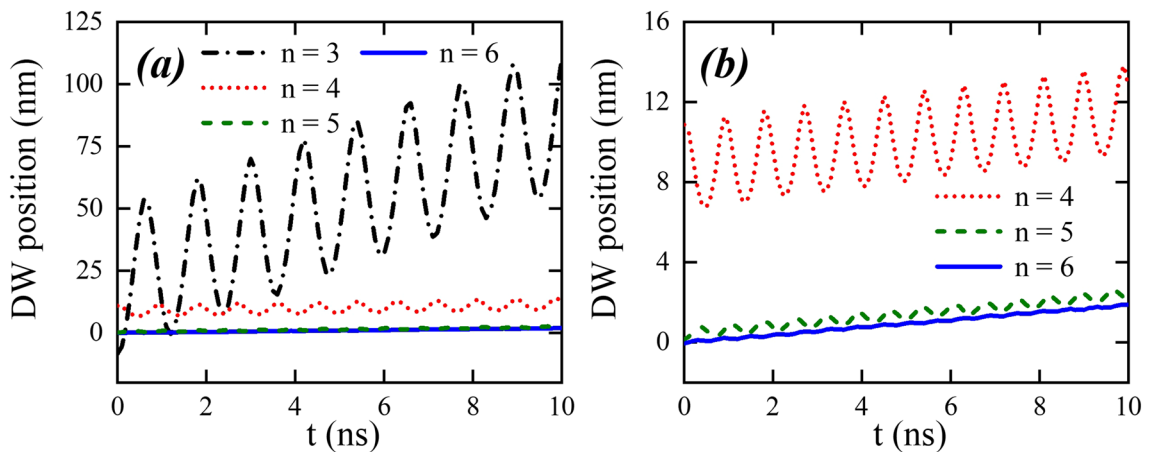 (a)
n = 3
n = 6
n = 4
n = 5
DW position (nm)
125
100
75
50
25
0
0 2 4 6 8 10
t (ns)
(b)
DW position (nm)
16
12
8
4
0
n = 4
n = 5
n = 6
0 2 4 6 8 10
t (ns)